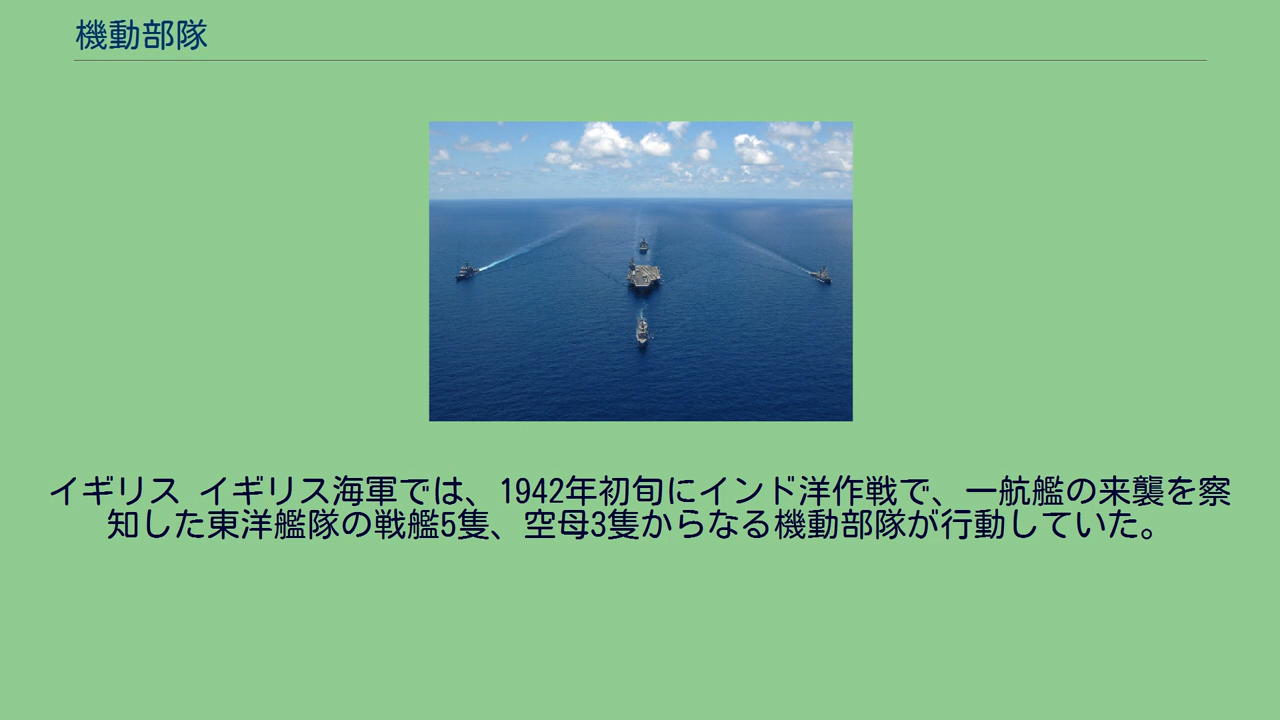 機動部隊
イギリス イギリス海軍では、1942年初旬にインド洋作戦で、一航艦の来襲を察
知した東洋艦隊の戦艦5隻、空母3隻からなる機動部隊が行動していた。